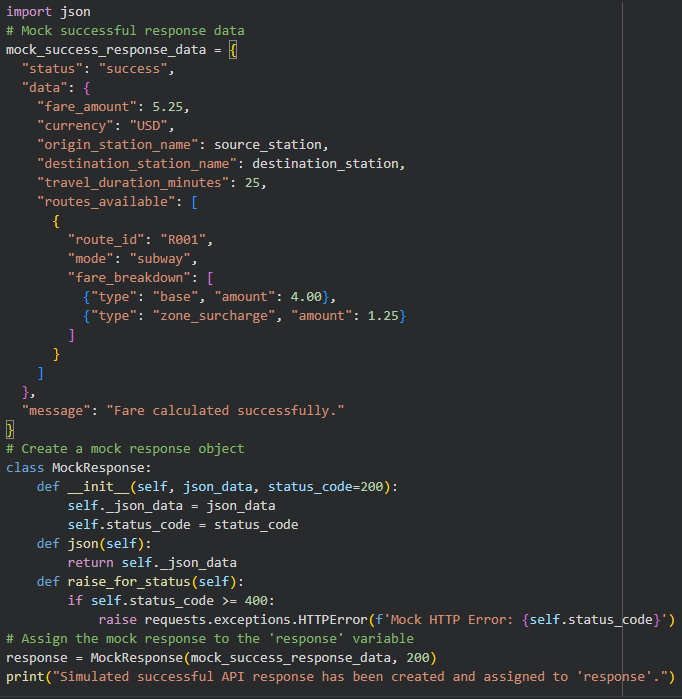 import json
# Mock successful response data
mock_success_response_data = {
  "status": "success",
  "data": {
    "fare_amount": 5.25,
    "currency": "USD",
    "origin_station_name": source_station,
    "destination_station_name": destination_station,
    "travel_duration_minutes": 25,
    "routes_available": [
      {
        "route_id": "R001",
        "mode": "subway",
        "fare_breakdown": [
          {"type": "base", "amount": 4.00},
          {"type": "zone_surcharge", "amount": 1.25}
        ]
      }
    ]
  },
  "message": "Fare calculated successfully."
}
# Create a mock response object
class MockResponse:
    def __init__(self, json_data, status_code=200):
        self._json_data = json_data
        self.status_code = status_code
    def json(self):
        return self._json_data
    def raise_for_status(self):
        if self.status_code >= 400:
            raise requests.exceptions.HTTPError(f'Mock HTTP Error: {self.status_code}')
# Assign the mock response to the 'response' variable
response = MockResponse(mock_success_response_data, 200)
print("Simulated successful API response has been created and assigned to 'response'.")